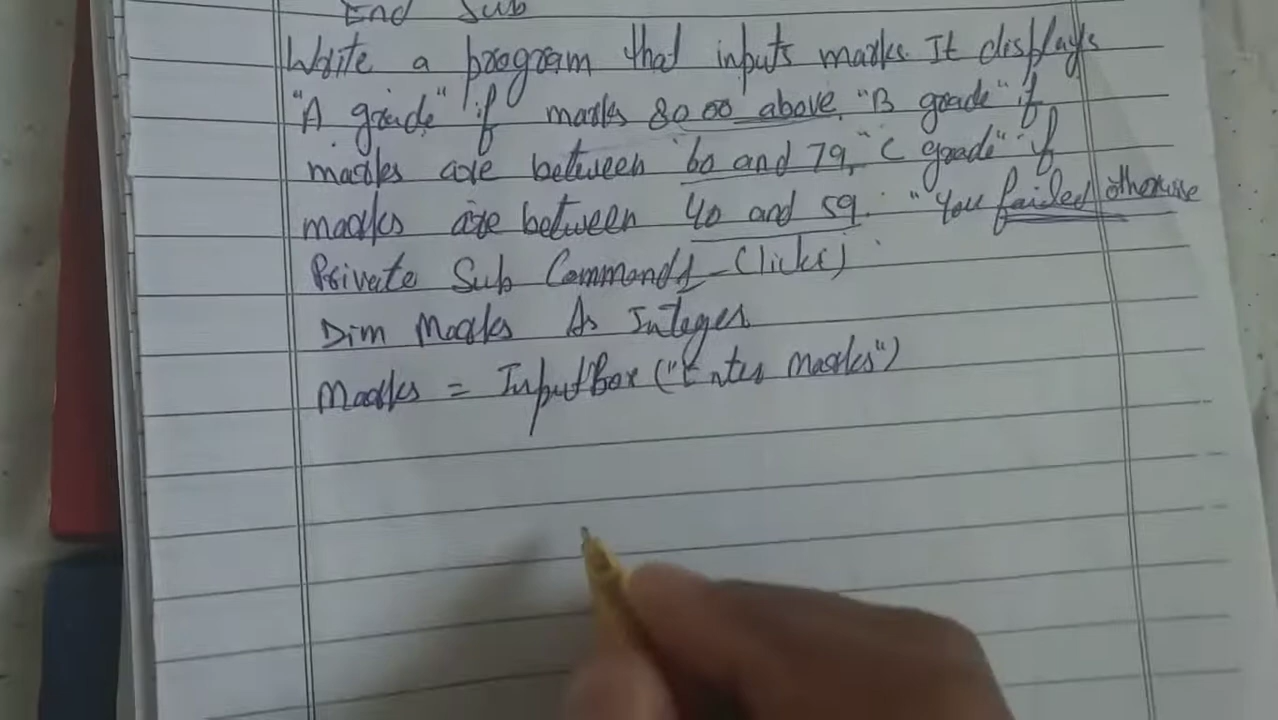 End Sub
Write a program that inputs marks It displays
"A grade" if marks 80 or above. "B grade" if
marks are between 60 and 79, "C grade" if
marks are between 40 and 59. "You failed otherwise
Private Sub Command1_Click()
Dim Marks As Integer
Marks = InputBox ("Enter Marks")